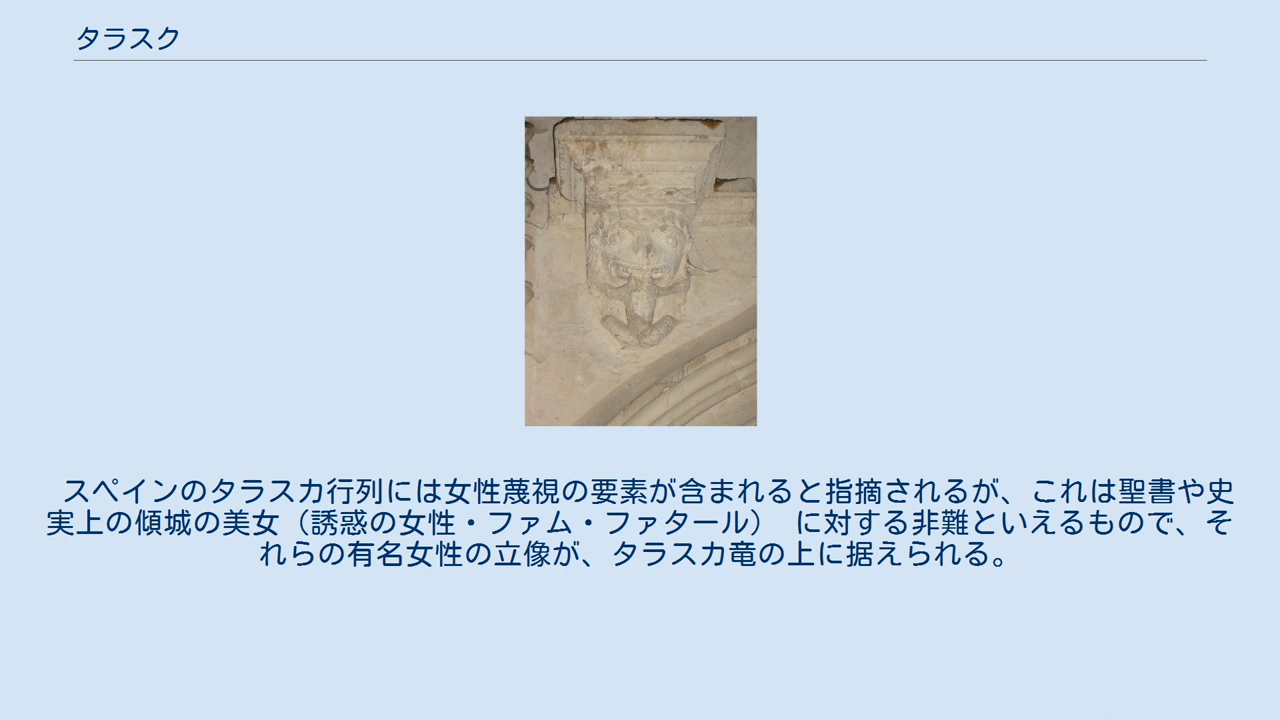 タラスク
スペインのタラスカ行列には女性蔑視の要素が含まれると指摘されるが、これは聖書や史
実上の傾城の美女（誘惑の女性・ファム・ファタール） に対する非難といえるもので、そ
れらの有名女性の立像が、タラスカ竜の上に据えられる。